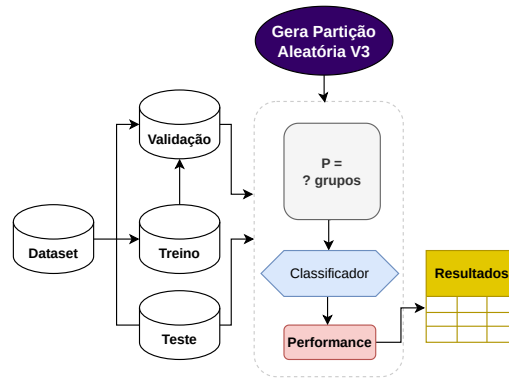 Gera Partição
Aleatória V3
Validação
P =
? grupos
Dataset
Treino
Classificador
Resultados
Teste
Performance